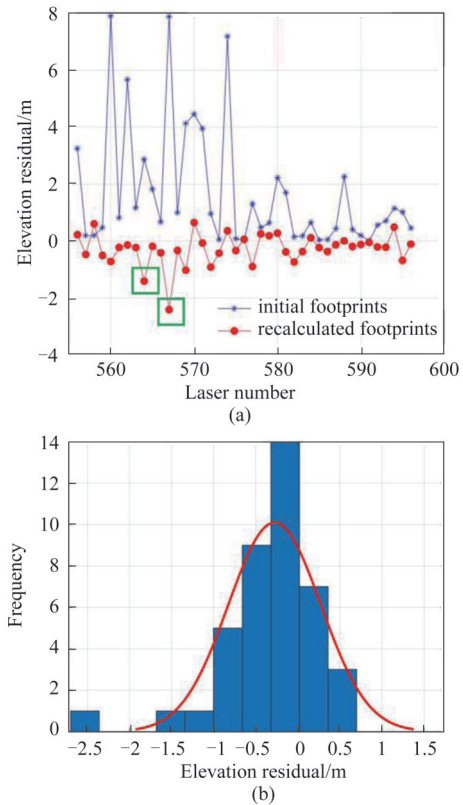 8
6
4
2
0
−2
−4
Elevation residual/m
initial footprints
recalculated footprints
560 570 580 590 600
Laser number
(a)
14
12
10
8
6
4
2
0
Frequency
−2.5 −2 −1.5 −1 −0.5 0 0.5 1 1.5
Elevation residual/m
(b)